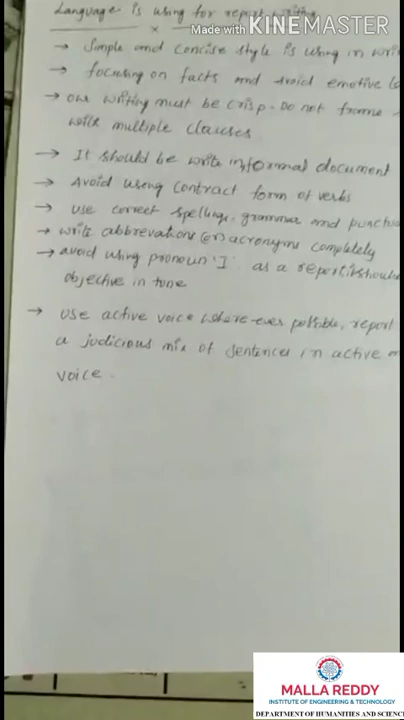 Language is using for report writing
Made with KINEMASTER
→ Simple and concise style is using in writ
→ focusing on facts and avoid emotive l
→ our writing must be crisp - Do not frame
with multiple clauses.
→ It should be write in formal document
→ Avoid using contract form of verbs
→ use correct spellings, grammar and punctua
→ write abbrevations (or) acronyms completely
→ avoid using pronoun 'I' as a report it should
objective in tone
→ use active voice where-ever possible, report
a judicious mix of sentences in active
voice.
MALLA REDDY
INSTITUTE OF ENGINEERING & TECHNOLOGY
DEPARTMENT OF HUMANITIES AND SCIENC